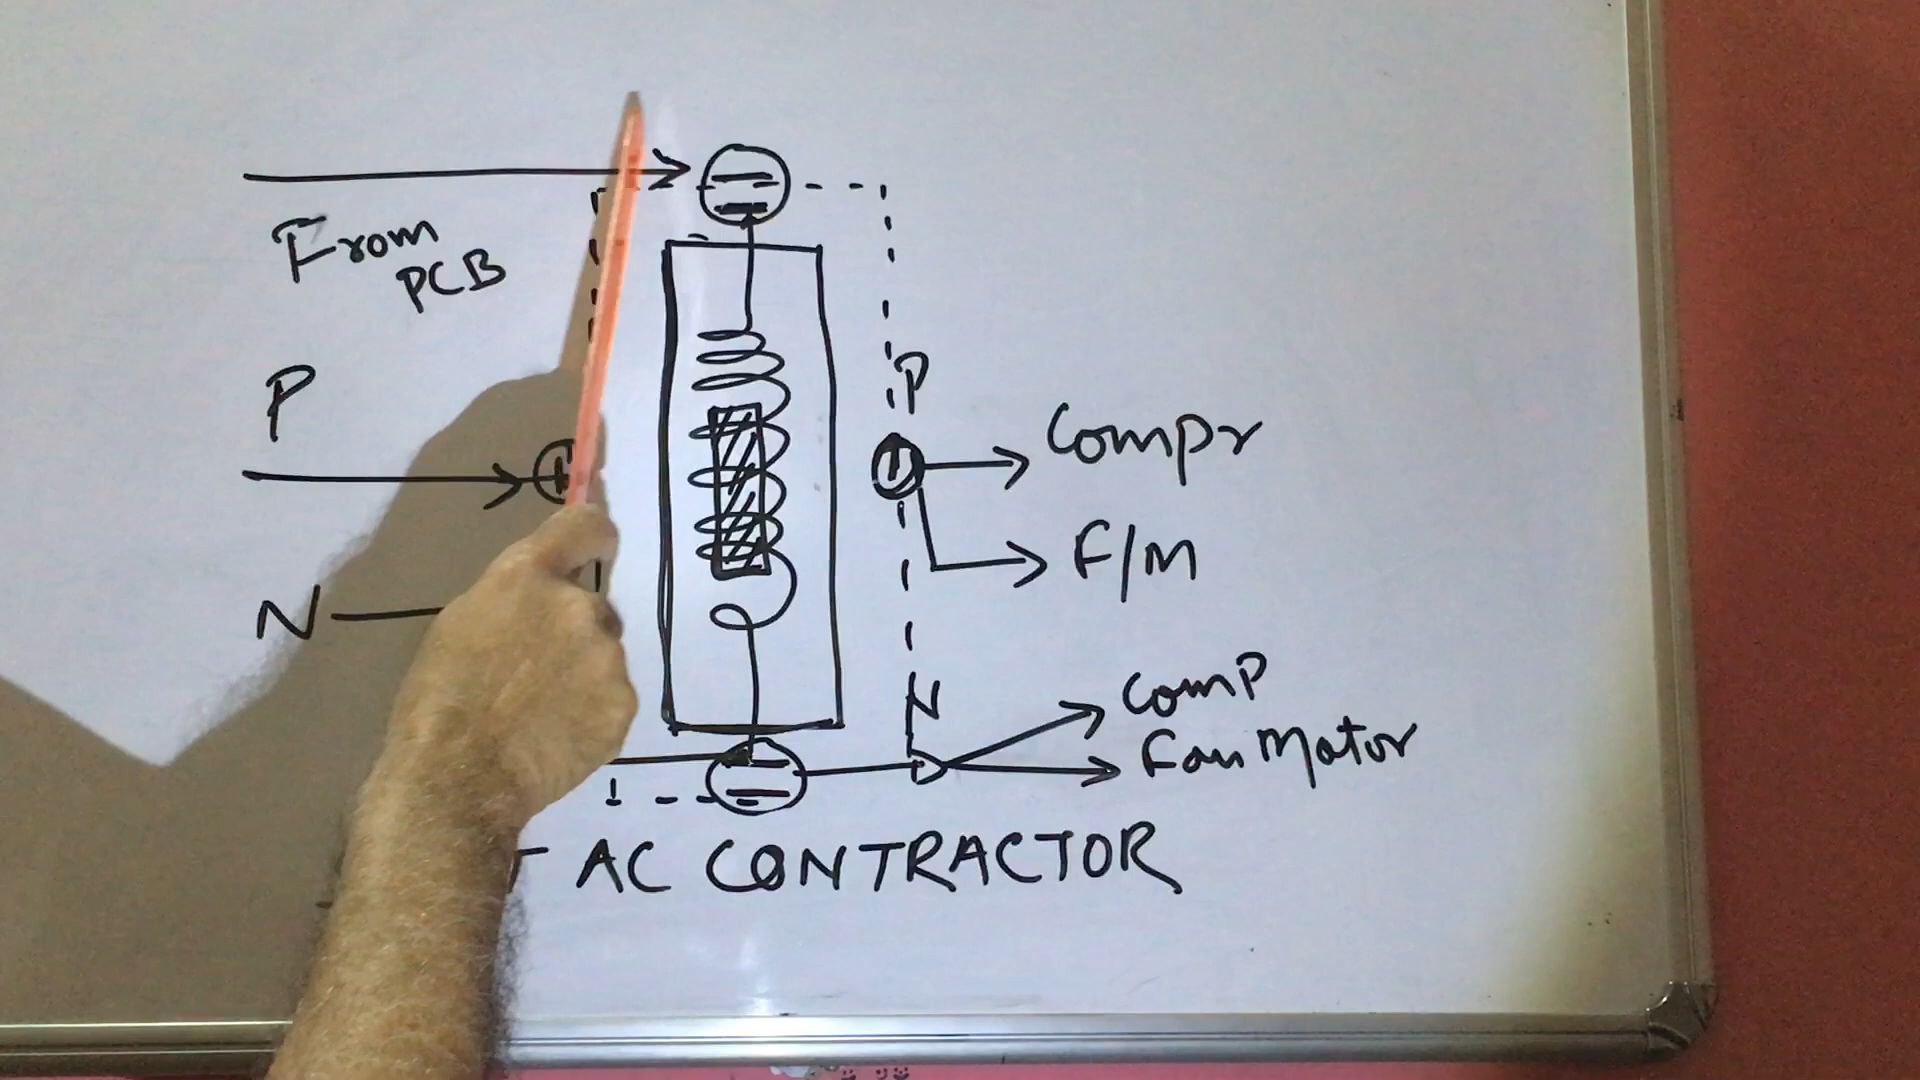 From
PCB
P
P
Compr
F/M
N
N
Comp
Fan Motor
AC CONTRACTOR